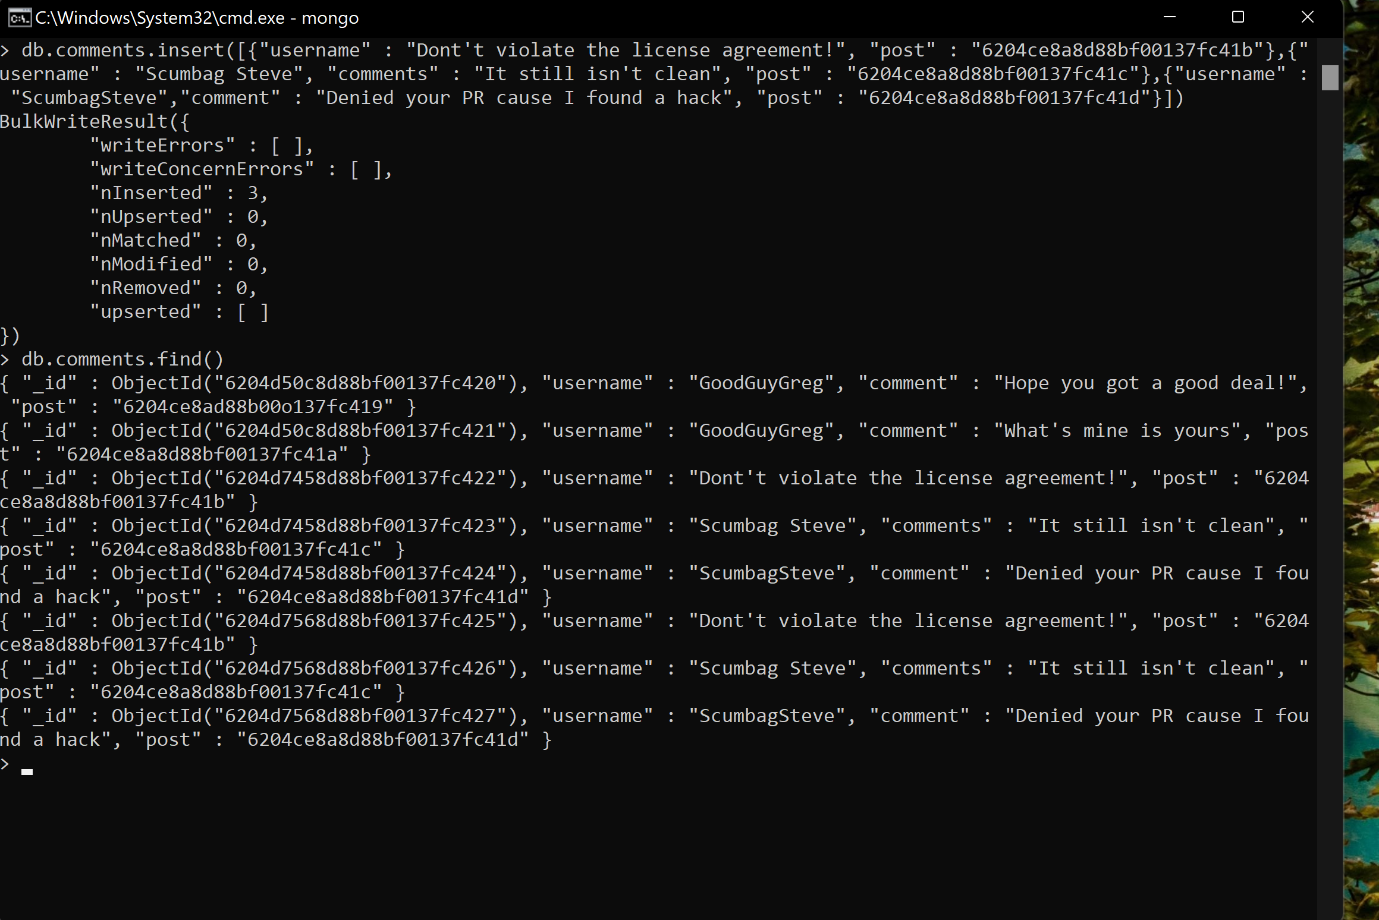 C:\Windows\System32\cmd.exe - mongo
> db.comments.insert([{"username" : "Dont't violate the license agreement!", "post" : "6204ce8a8d88bf00137fc41b"},{"
username" : "Scumbag Steve", "comments" : "It still isn't clean", "post" : "6204ce8a8d88bf00137fc41c"},{"username" :
"ScumbagSteve","comment" : "Denied your PR cause I found a hack", "post" : "6204ce8a8d88bf00137fc41d"}])
BulkWriteResult({
"writeErrors" : [ ],
"writeConcernErrors" : [ ],
"nInserted" : 3,
"nUpserted" : 0,
"nMatched" : 0,
"nModified" : 0,
"nRemoved" : 0,
"upserted" : [ ]
})
> db.comments.find()
{ "_id" : ObjectId("6204d50c8d88bf00137fc420"), "username" : "GoodGuyGreg", "comment" : "Hope you got a good deal!",
"post" : "6204ce8ad88b00o137fc419" }
{ "_id" : ObjectId("6204d50c8d88bf00137fc421"), "username" : "GoodGuyGreg", "comment" : "What's mine is yours", "pos
t" : "6204ce8a8d88bf00137fc41a" }
{ "_id" : ObjectId("6204d7458d88bf00137fc422"), "username" : "Dont't violate the license agreement!", "post" : "6204
ce8a8d88bf00137fc41b" }
{ "_id" : ObjectId("6204d7458d88bf00137fc423"), "username" : "Scumbag Steve", "comments" : "It still isn't clean", "
post" : "6204ce8a8d88bf00137fc41c" }
{ "_id" : ObjectId("6204d7458d88bf00137fc424"), "username" : "ScumbagSteve", "comment" : "Denied your PR cause I fou
nd a hack", "post" : "6204ce8a8d88bf00137fc41d" }
{ "_id" : ObjectId("6204d7568d88bf00137fc425"), "username" : "Dont't violate the license agreement!", "post" : "6204
ce8a8d88bf00137fc41b" }
{ "_id" : ObjectId("6204d7568d88bf00137fc426"), "username" : "Scumbag Steve", "comments" : "It still isn't clean", "
post" : "6204ce8a8d88bf00137fc41c" }
{ "_id" : ObjectId("6204d7568d88bf00137fc427"), "username" : "ScumbagSteve", "comment" : "Denied your PR cause I fou
nd a hack", "post" : "6204ce8a8d88bf00137fc41d" }
>